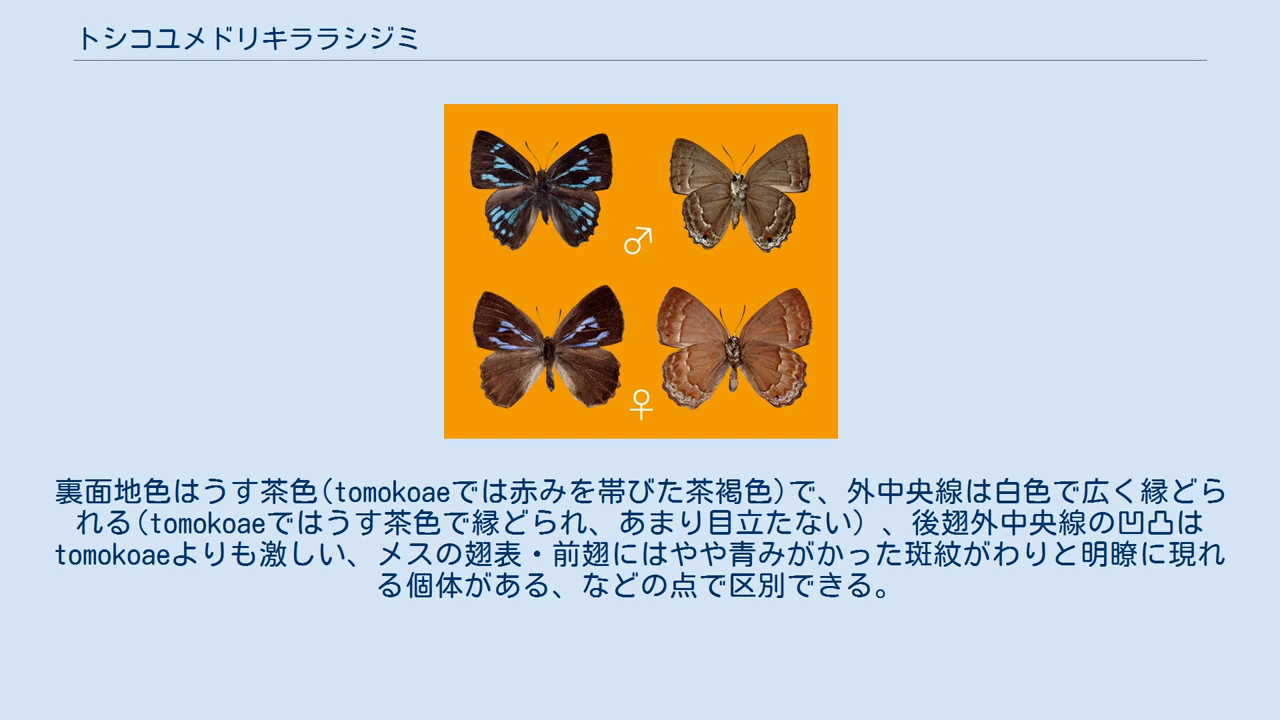 トシコユメドリキララシジミ
♂
♀
裏面地色はうす茶色(tomokoaeでは赤みを帯びた茶褐色)で、外中央線は白色で広く縁どら
れる(tomokoaeではうす茶色で縁どられ、あまり目立たない）、後翅外中央線の凹凸は
tomokoaeよりも激しい、メスの翅表・前翅にはやや青みがかった斑紋がわりと明瞭に現れ
る個体がある、などの点で区別できる。